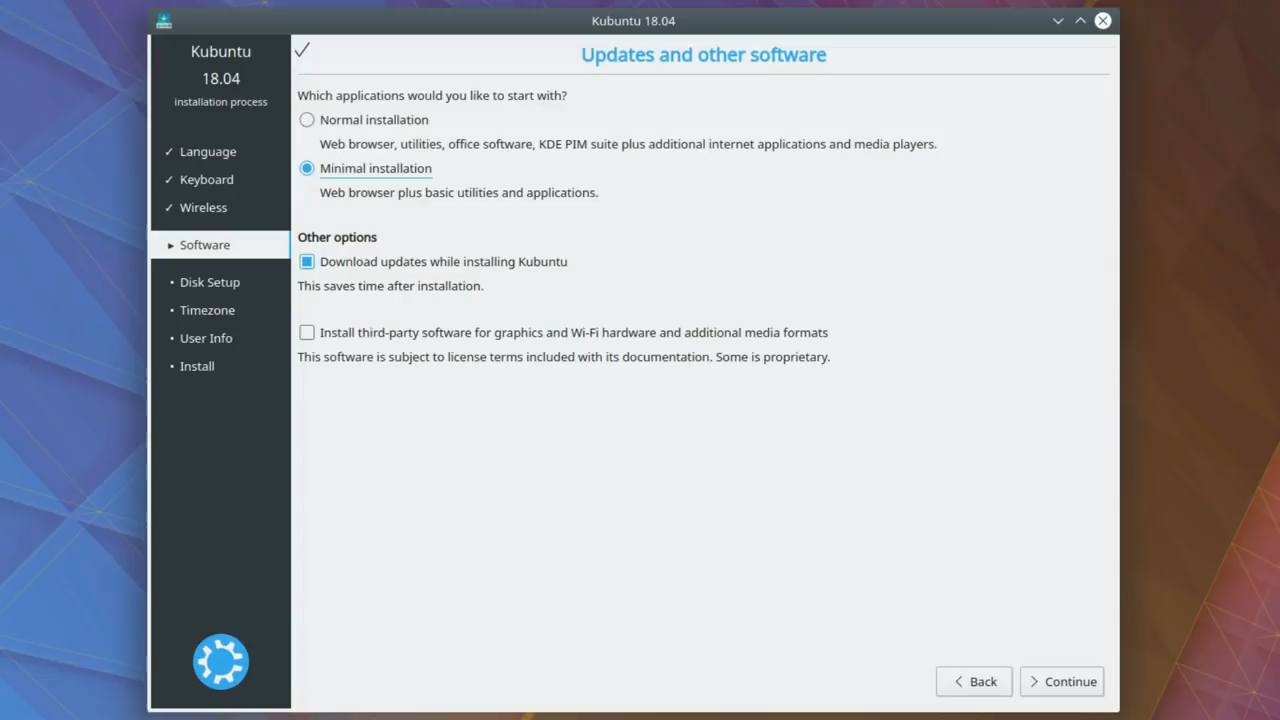 Kubuntu 18.04
Kubuntu
18.04
installation process
✓ Language
✓ Keyboard
✓ Wireless
▸ Software
• Disk Setup
• Timezone
• User Info
• Install
Updates and other software
Which applications would you like to start with?
Normal installation
Web browser, utilities, office software, KDE PIM suite plus additional internet applications and media players.
Minimal installation
Web browser plus basic utilities and applications.
Other options
Download updates while installing Kubuntu
This saves time after installation.
Install third-party software for graphics and Wi-Fi hardware and additional media formats
This software is subject to license terms included with its documentation. Some is proprietary.
Back
Continue